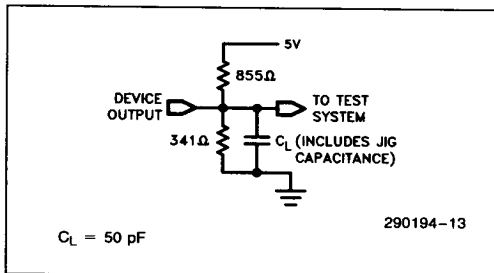 5V
855Ω
DEVICE
OUTPUT
TO TEST
SYSTEM
341Ω
C_L (INCLUDES JIG
CAPACITANCE)
C_L = 50 pF
290194-13